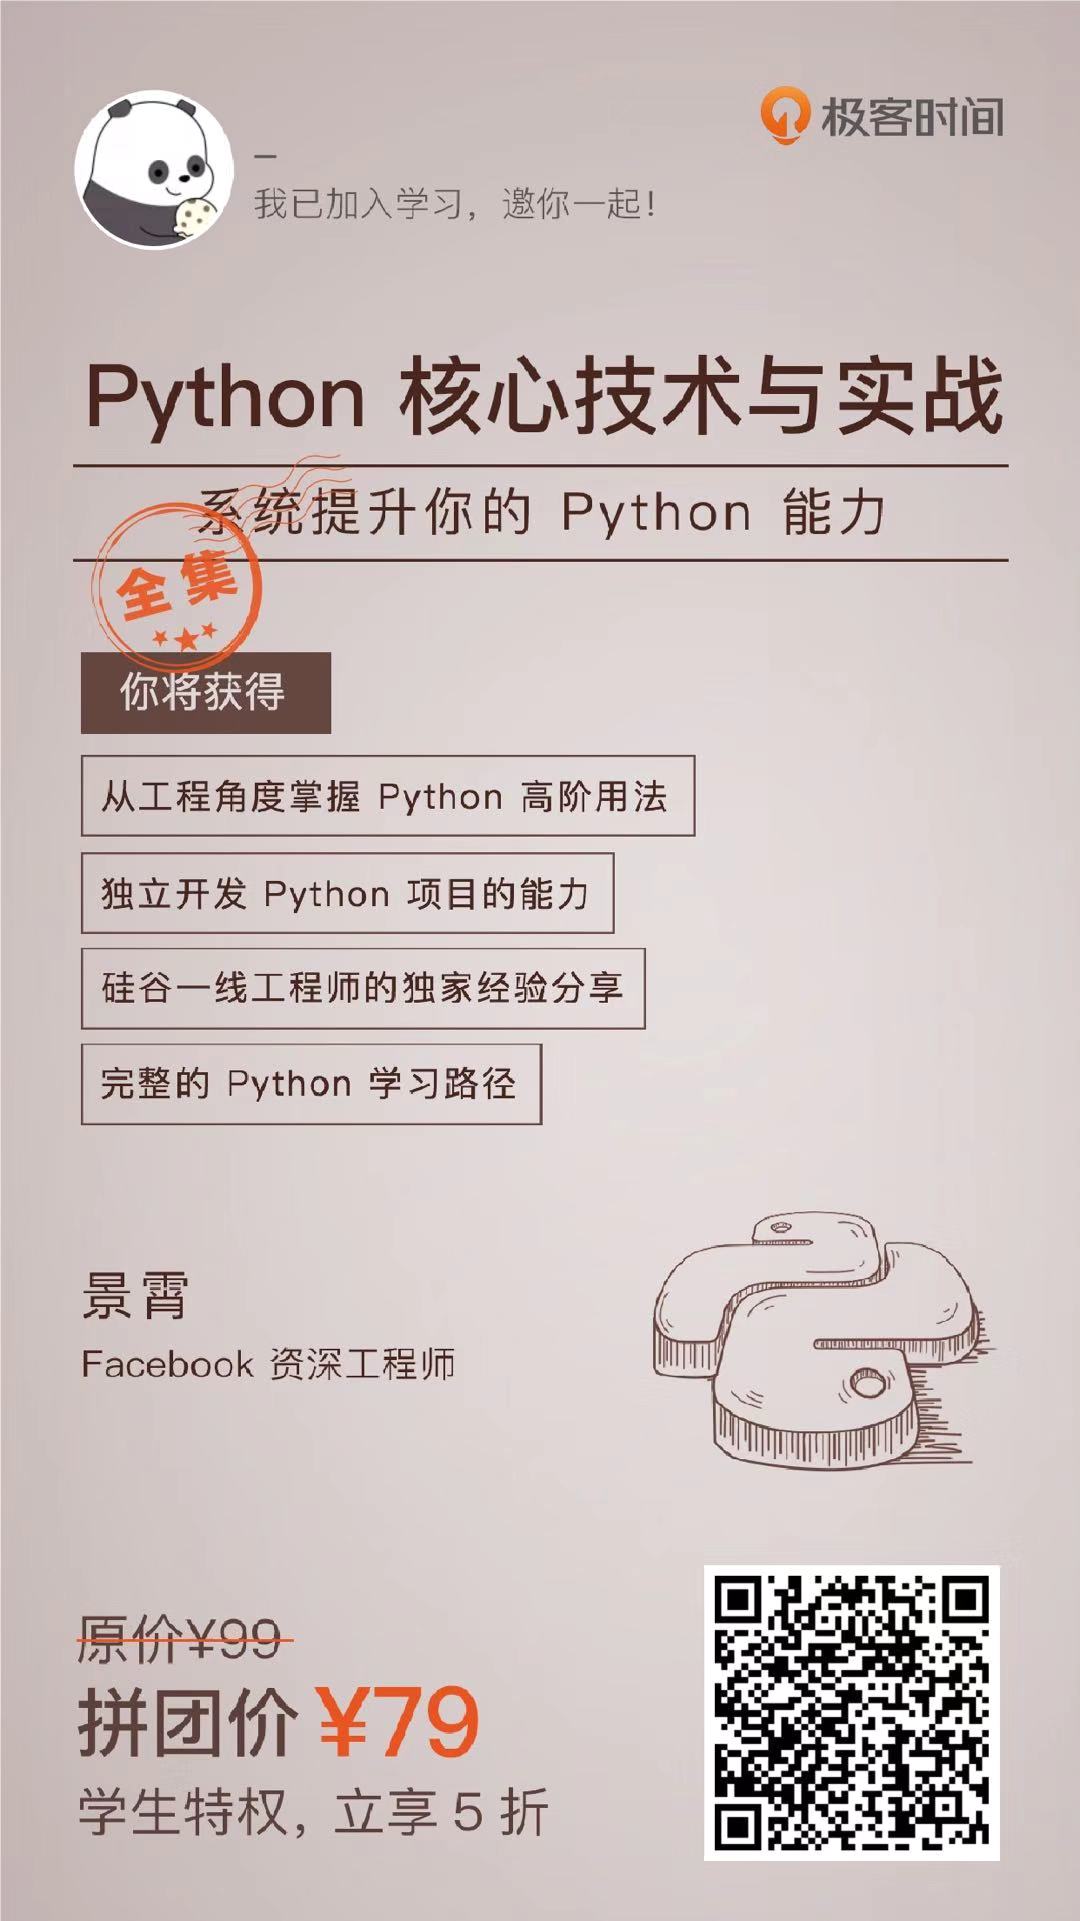 极客时间
–
我已加入学习，邀你一起！
Python 核心技术与实战
系统提升你的 Python 能力
全集
你将获得
从工程角度掌握 Python 高阶用法
独立开发 Python 项目的能力
硅谷一线工程师的独家经验分享
完整的 Python 学习路径
景霄
Facebook 资深工程师
原价¥99
拼团价 ¥79
学生特权，立享 5 折